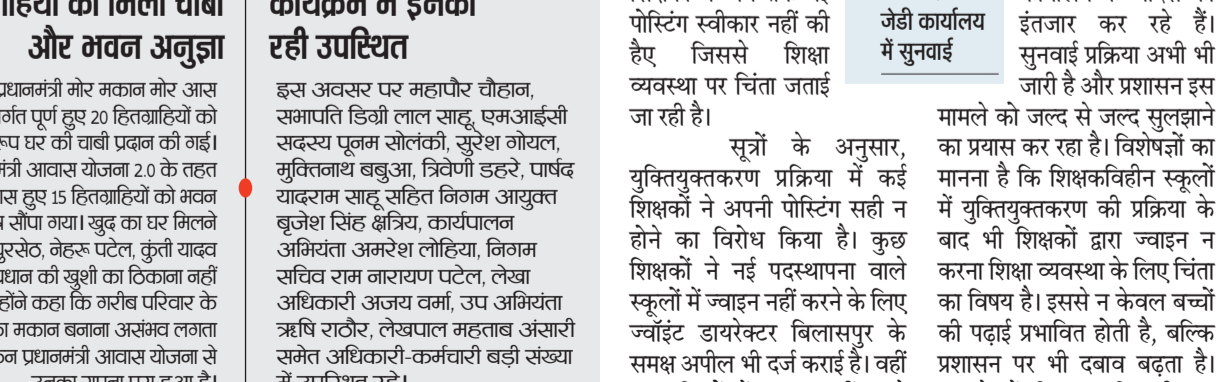 को मिली चाबी
और भवन अनुज्ञा
प्रधानमंत्री मोर मकान मोर आस
पूर्ण हुए 20 हितग्राहियों को
घर की चाबी प्रदान की गई।
आवास योजना 2.0 के तहत
हुए 15 हितग्राहियों को भवन
सौंपा गया। खुद का घर मिलने
नेहरू पटेल, कुंती यादव
की खुशी का ठिकाना नहीं
कहा कि गरीब परिवार के
मकान बनाना असंभव लगता
प्रधानमंत्री आवास योजना से
उनका सपना पूरा हुआ है।
कार्यक्रम में इनकी
रही उपस्थित
इस अवसर पर महापौर चौहान,
सभापति डिग्री लाल साहू, एमआईसी
सदस्य पूनम सोलंकी, सुरेश गोयल,
मुक्तिनाथ बबुआ, त्रिवेणी डहरे, पार्षद
यादराम साहू सहित निगम आयुक्त
बृजेश सिंह क्षत्रिय, कार्यपालन
अभियंता अमरेश लोहिया, निगम
सचिव राम नारायण पटेल, लेखा
अधिकारी अजय वर्मा, उप अभियंता
ऋषि राठौर, लेखपाल महताब अंसारी
समेत अधिकारी-कर्मचारी बड़ी संख्या
में उपस्थित रहे।
पोस्टिंग स्वीकार नहीं की
हैए जिससे शिक्षा
व्यवस्था पर चिंता जताई
जा रही है।
सूत्रों के अनुसार,
युक्तियुक्तकरण प्रक्रिया में कई
शिक्षकों ने अपनी पोस्टिंग सही न
होने का विरोध किया है। कुछ
शिक्षकों ने नई पदस्थापना वाले
स्कूलों में ज्वाइन नहीं करने के लिए
ज्वॉइंट डायरेक्टर बिलासपुर के
समक्ष अपील भी दर्ज कराई है। वहीं
जेडी कार्यालय
में सुनवाई
इंतजार कर रहे हैं।
सुनवाई प्रक्रिया अभी भी
जारी है और प्रशासन इस
मामले को जल्द से जल्द सुलझाने
का प्रयास कर रहा है। विशेषज्ञों का
मानना है कि शिक्षकविहीन स्कूलों
में युक्तियुक्तकरण की प्रक्रिया के
बाद भी शिक्षकों द्वारा ज्वाइन न
करना शिक्षा व्यवस्था के लिए चिंता
का विषय है। इससे न केवल बच्चों
की पढ़ाई प्रभावित होती है, बल्कि
प्रशासन पर भी दबाव बढ़ता है।